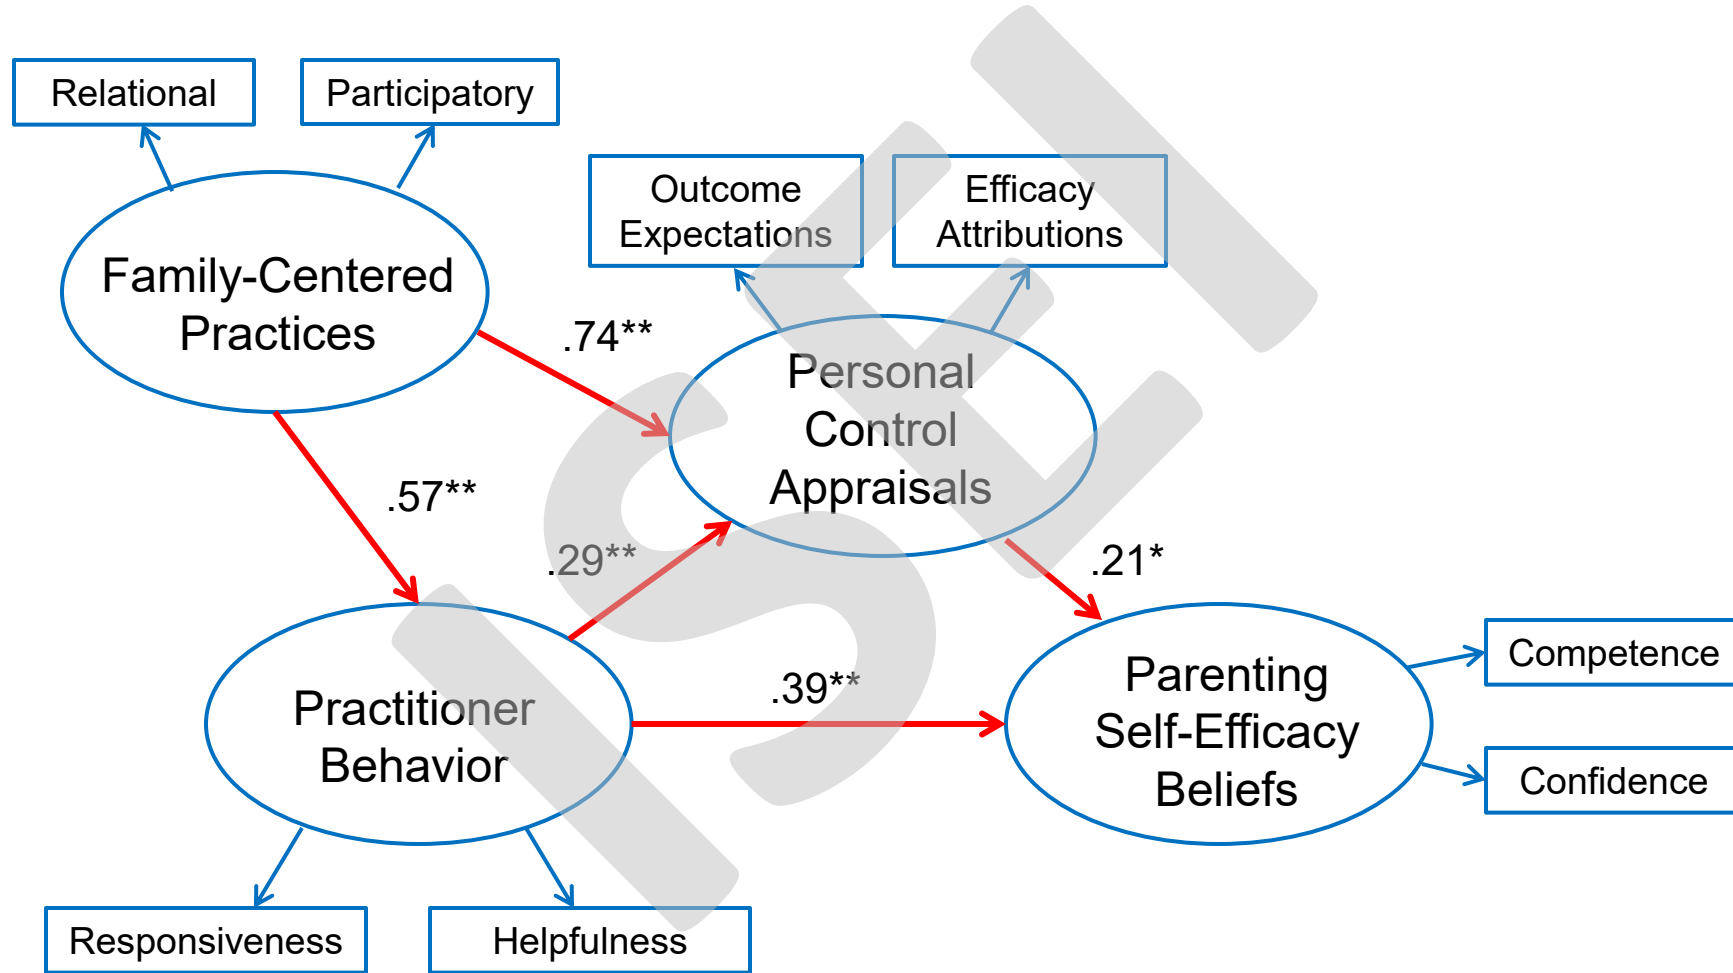 Relational
Participatory
Outcome
Expectations
Efficacy
Attributions
Family-Centered
Practices
.74**
Personal
Control
Appraisals
.57**
.29**
.21*
Practitioner
Behavior
.39**
Parenting
Self-Efficacy
Beliefs
Competence
Confidence
Responsiveness
Helpfulness
ISEI